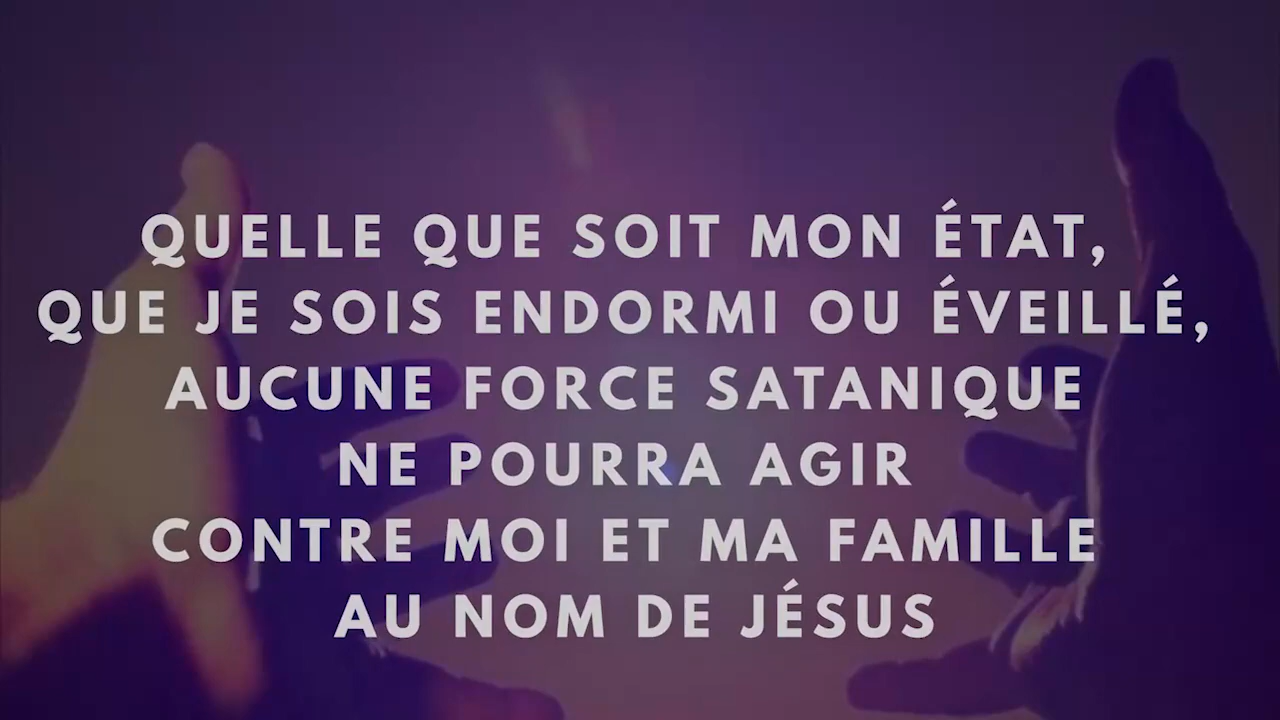 QUELLE QUE SOIT MON ÉTAT,
QUE JE SOIS ENDORMI OU ÉVEILLÉ,
AUCUNE FORCE SATANIQUE
NE POURRA AGIR
CONTRE MOI ET MA FAMILLE
AU NOM DE JÉSUS